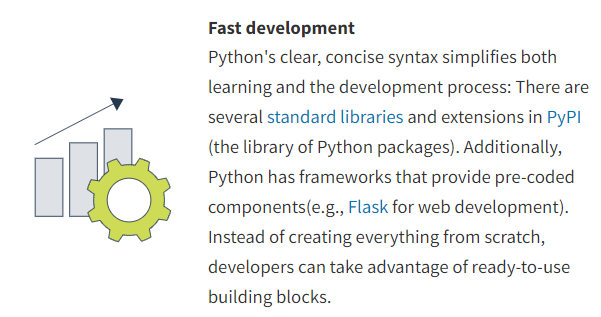 Fast development
Python's clear, concise syntax simplifies both
learning and the development process: There are
several standard libraries and extensions in PyPI
(the library of Python packages). Additionally,
Python has frameworks that provide pre-coded
components(e.g., Flask for web development).
Instead of creating everything from scratch,
developers can take advantage of ready-to-use
building blocks.